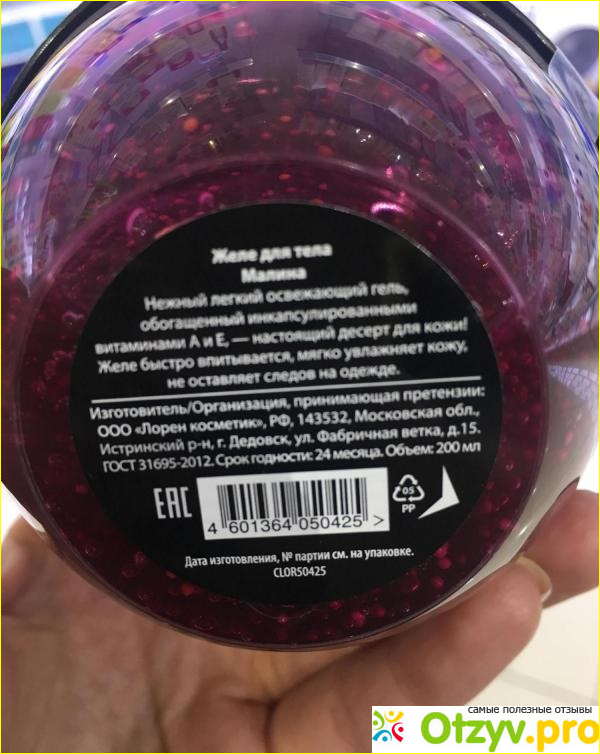 Желе для тела
Малина
Нежный легкий освежающий гель,
обогащенный инкапсулированными
витаминами А и Е, — настоящий десерт для кожи!
Желе быстро впитывается, мягко увлажняет кожу,
не оставляет следов на одежде.
Изготовитель/Организация, принимающая претензии:
ООО «Лорен косметик», РФ, 143532, Московская обл.,
Истринский р-н, г. Дедовск, ул. Фабричная ветка, д.15.
ГОСТ 31695-2012. Срок годности: 24 месяца. Объем: 200 мл
EAC
4 601364 050425 >
05
PP
Дата изготовления, № партии см. на упаковке.
CLOR50425
самые полезные отзывы
Otzyv.pro